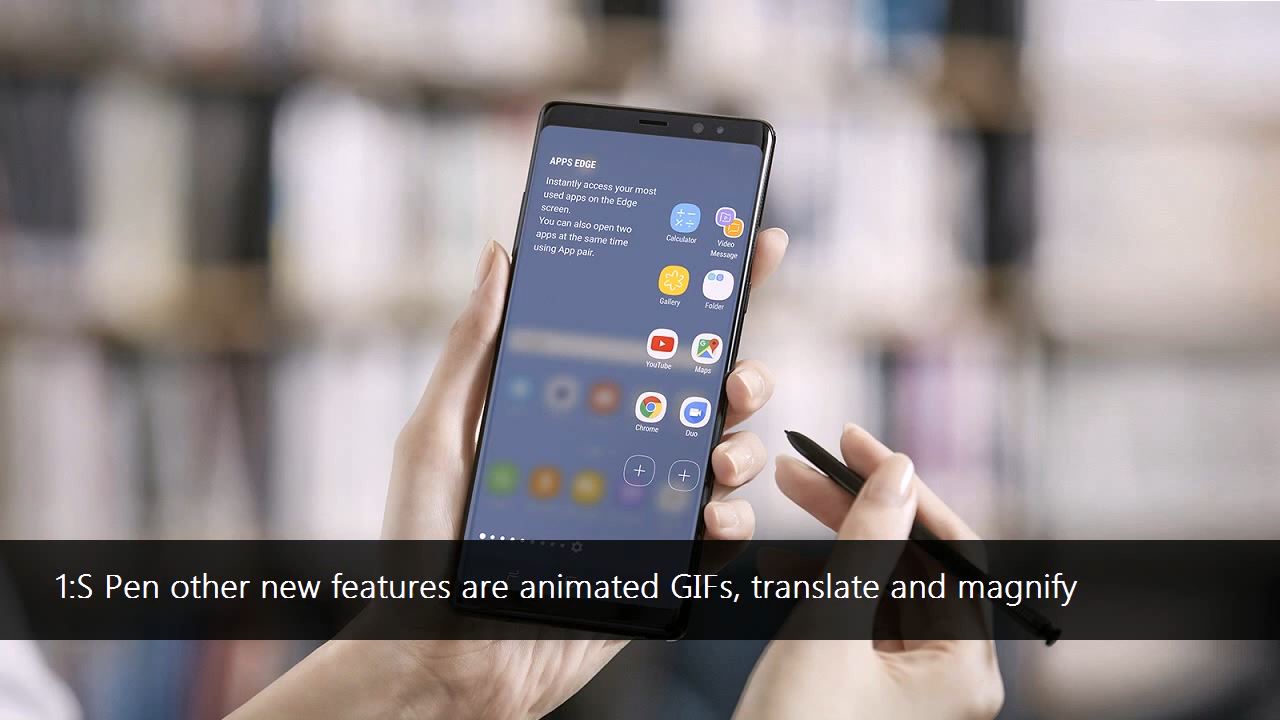 APPS EDGE
Instantly access your most
used apps on the Edge
screen.
You can also open two
apps at the same time
using App pair.
Calculator
Video
Message
Gallery
Folder
YouTube
Maps
Chrome
Duo
1:S Pen other new features are animated GIFs, translate and magnify